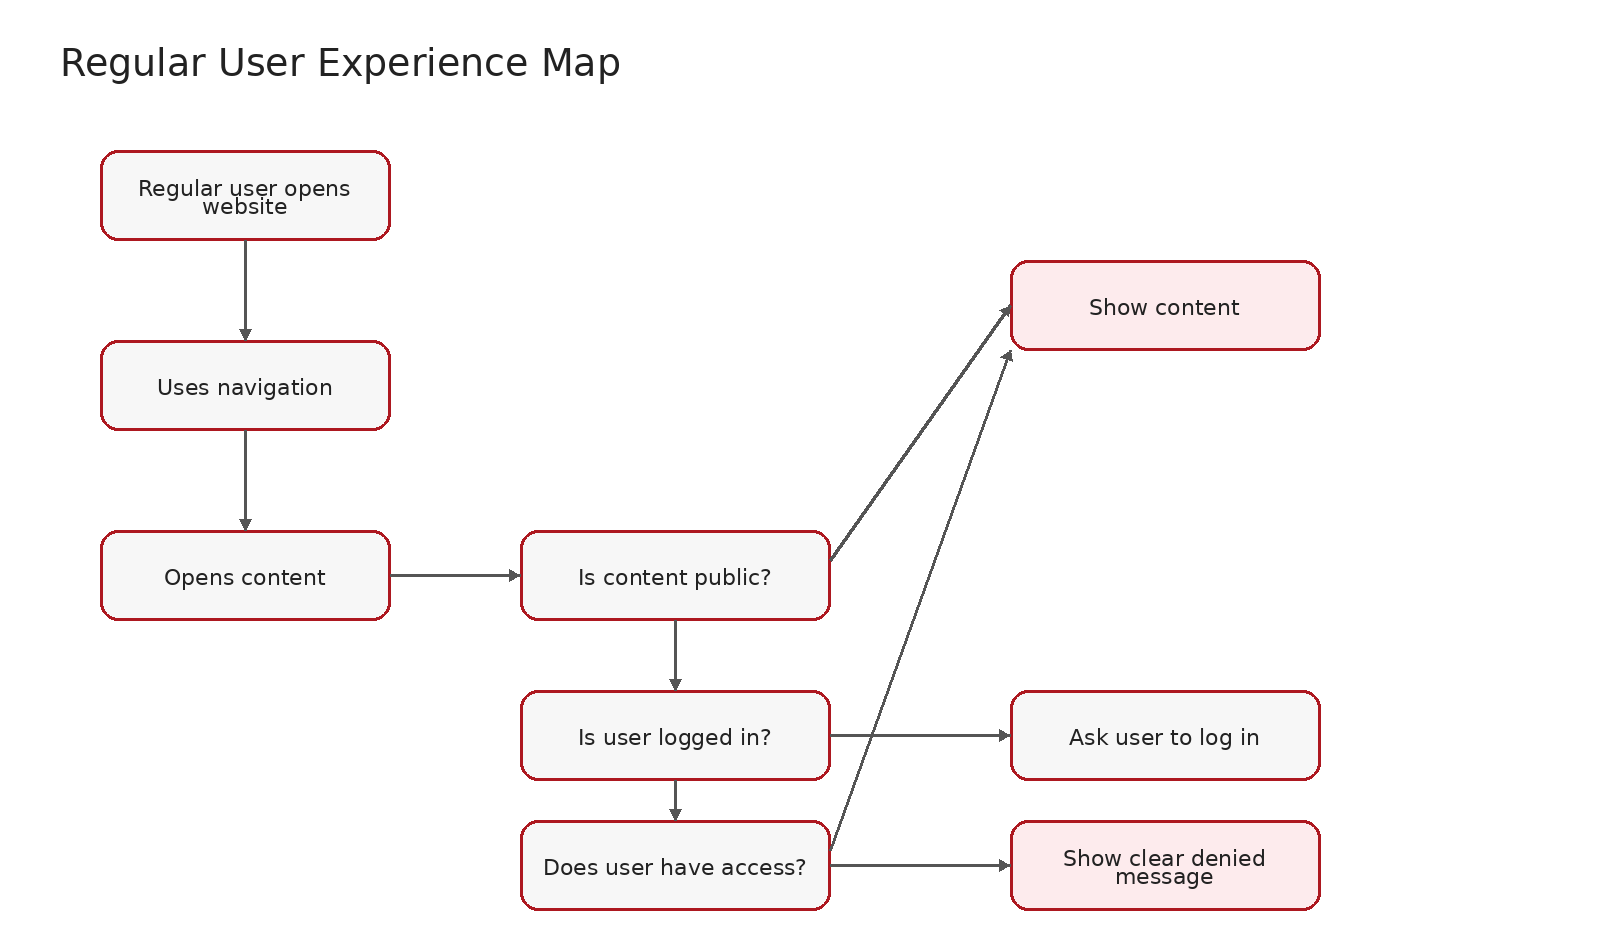 Regular User Experience Map
Regular user opens
website
Uses navigation
Opens content
Is content public?
Show content
Is user logged in?
Ask user to log in
Does user have access?
Show clear denied
message